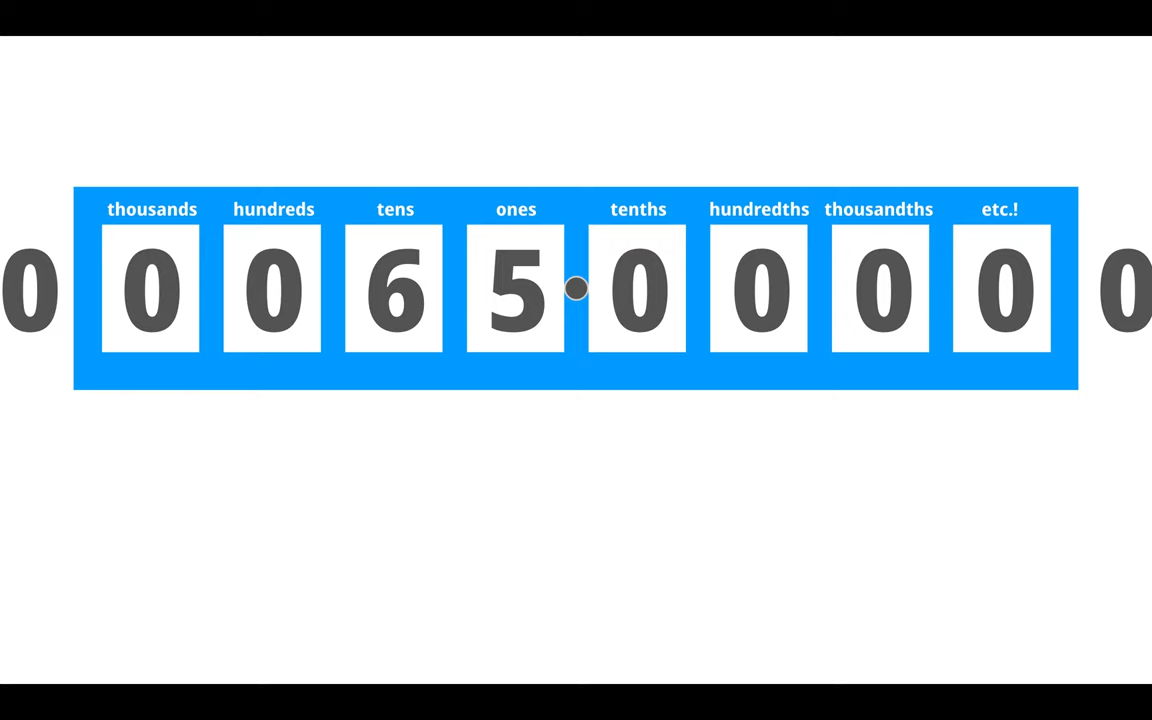 thousands hundreds tens ones tenths hundredths thousandths etc.!
0 0 0 6 5 . 0 0 0 0 0